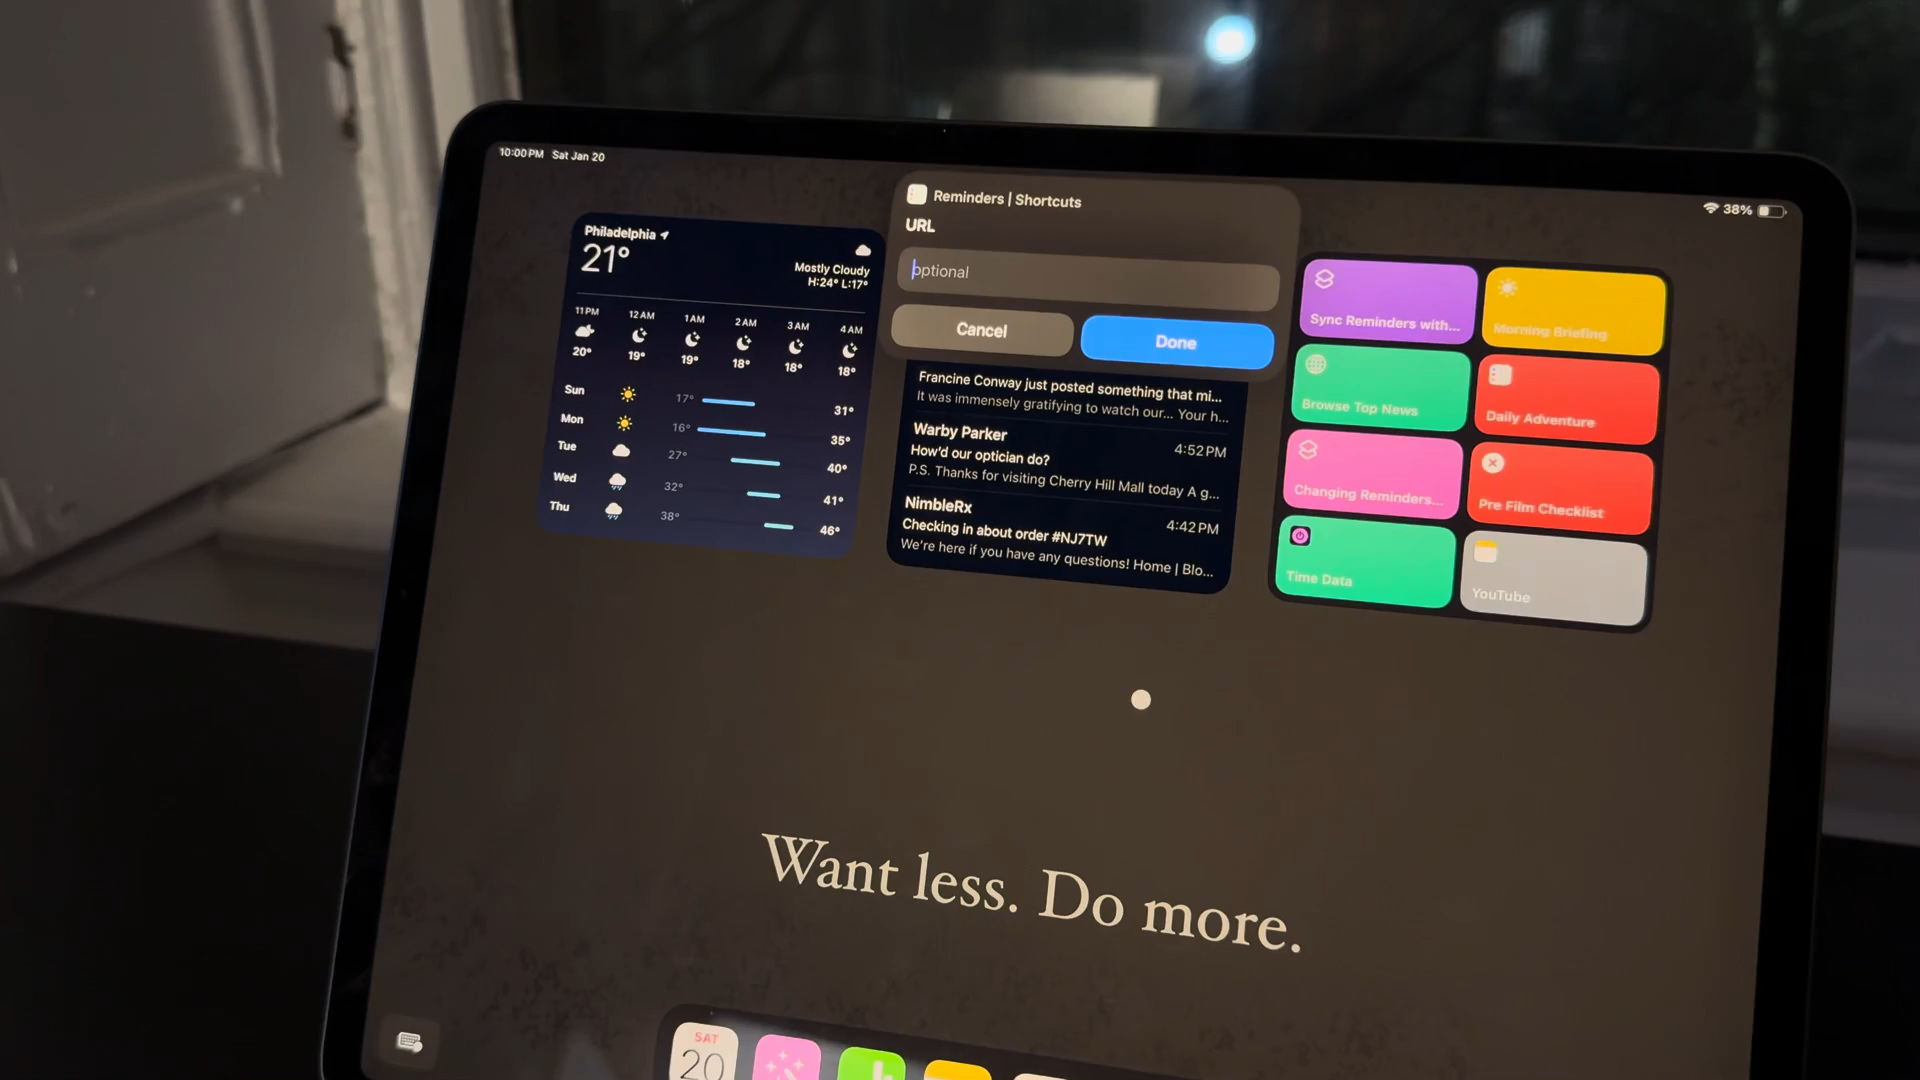 10:00 PM Sat Jan 20
38%
Philadelphia
21°
Mostly Cloudy
H:24° L:17°
11 PM 12 AM 1 AM 2 AM 3 AM 4 AM
20° 19° 19° 18° 18° 18°
Sun 17° 31°
Mon 16° 35°
Tue 27° 40°
Wed 32° 41°
Thu 38° 46°
Reminders | Shortcuts
URL
optional
Cancel Done
Francine Conway just posted something that mi...
It was immensely gratifying to watch our... Your h...
Warby Parker 4:52 PM
How'd our optician do?
P.S. Thanks for visiting Cherry Hill Mall today A g...
NimbleRx 4:42 PM
Checking in about order #NJ7TW
We're here if you have any questions! Home | Blo...
Sync Reminders with...
Morning Briefing
Browse Top News
Daily Adventure
Changing Reminders...
Pre Film Checklist
Time Data
YouTube
Want less. Do more.
SAT
20